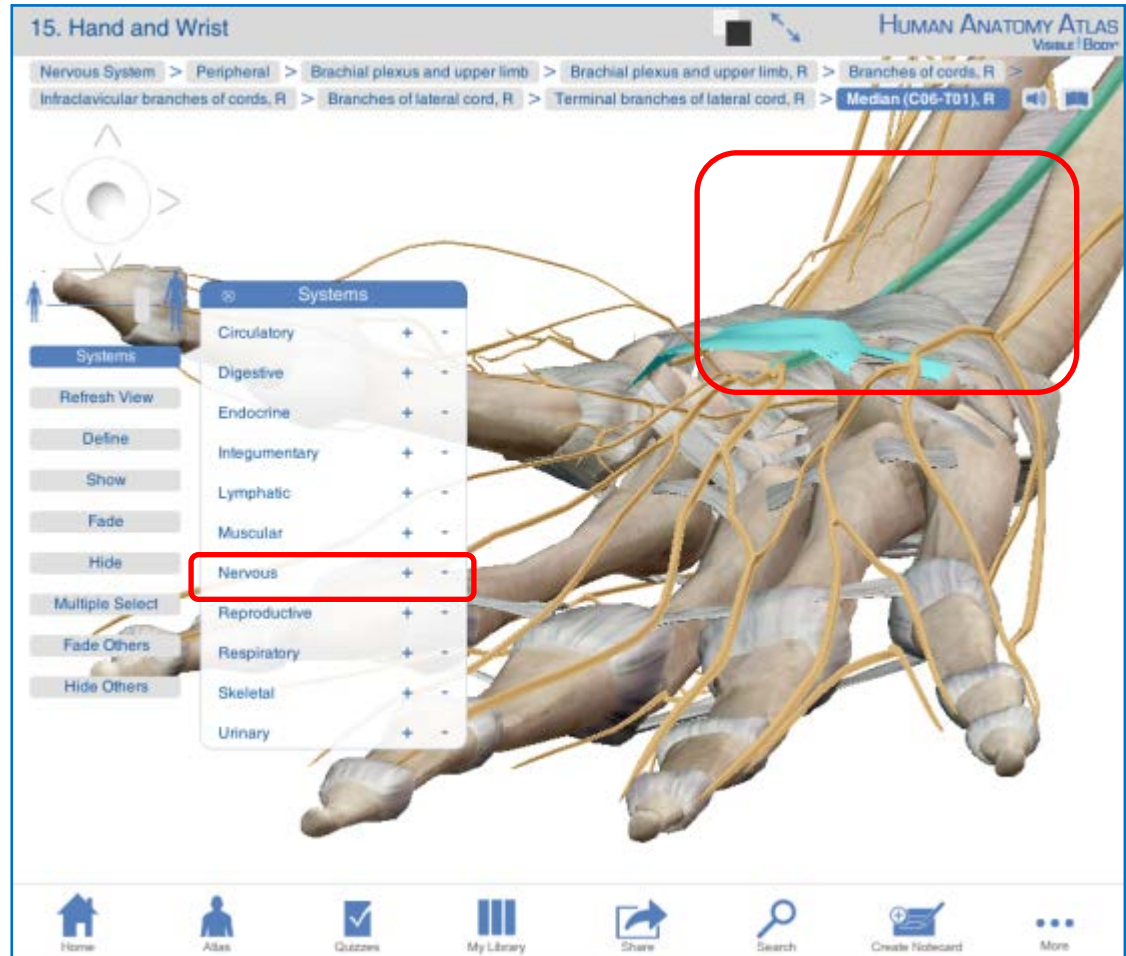 15. Hand and Wrist
HUMAN ANATOMY ATLAS
VISIBLE BODY
Nervous System > Peripheral > Brachial plexus and upper limb > Brachial plexus and upper limb, R > Branches of cords, R >
Infraclavicular branches of cords, R > Branches of lateral cord, R > Terminal branches of lateral cord, R > Median (C06-T01), R
Systems
Refresh View
Define
Show
Fade
Hide
Multiple Select
Fade Others
Hide Others
Systems
Circulatory + -
Digestive + -
Endocrine + -
Integumentary + -
Lymphatic + -
Muscular + -
Nervous + -
Reproductive + -
Respiratory + -
Skeletal + -
Urinary + -
Home
Atlas
Quizzes
My Library
Share
Search
Create Notecard
More